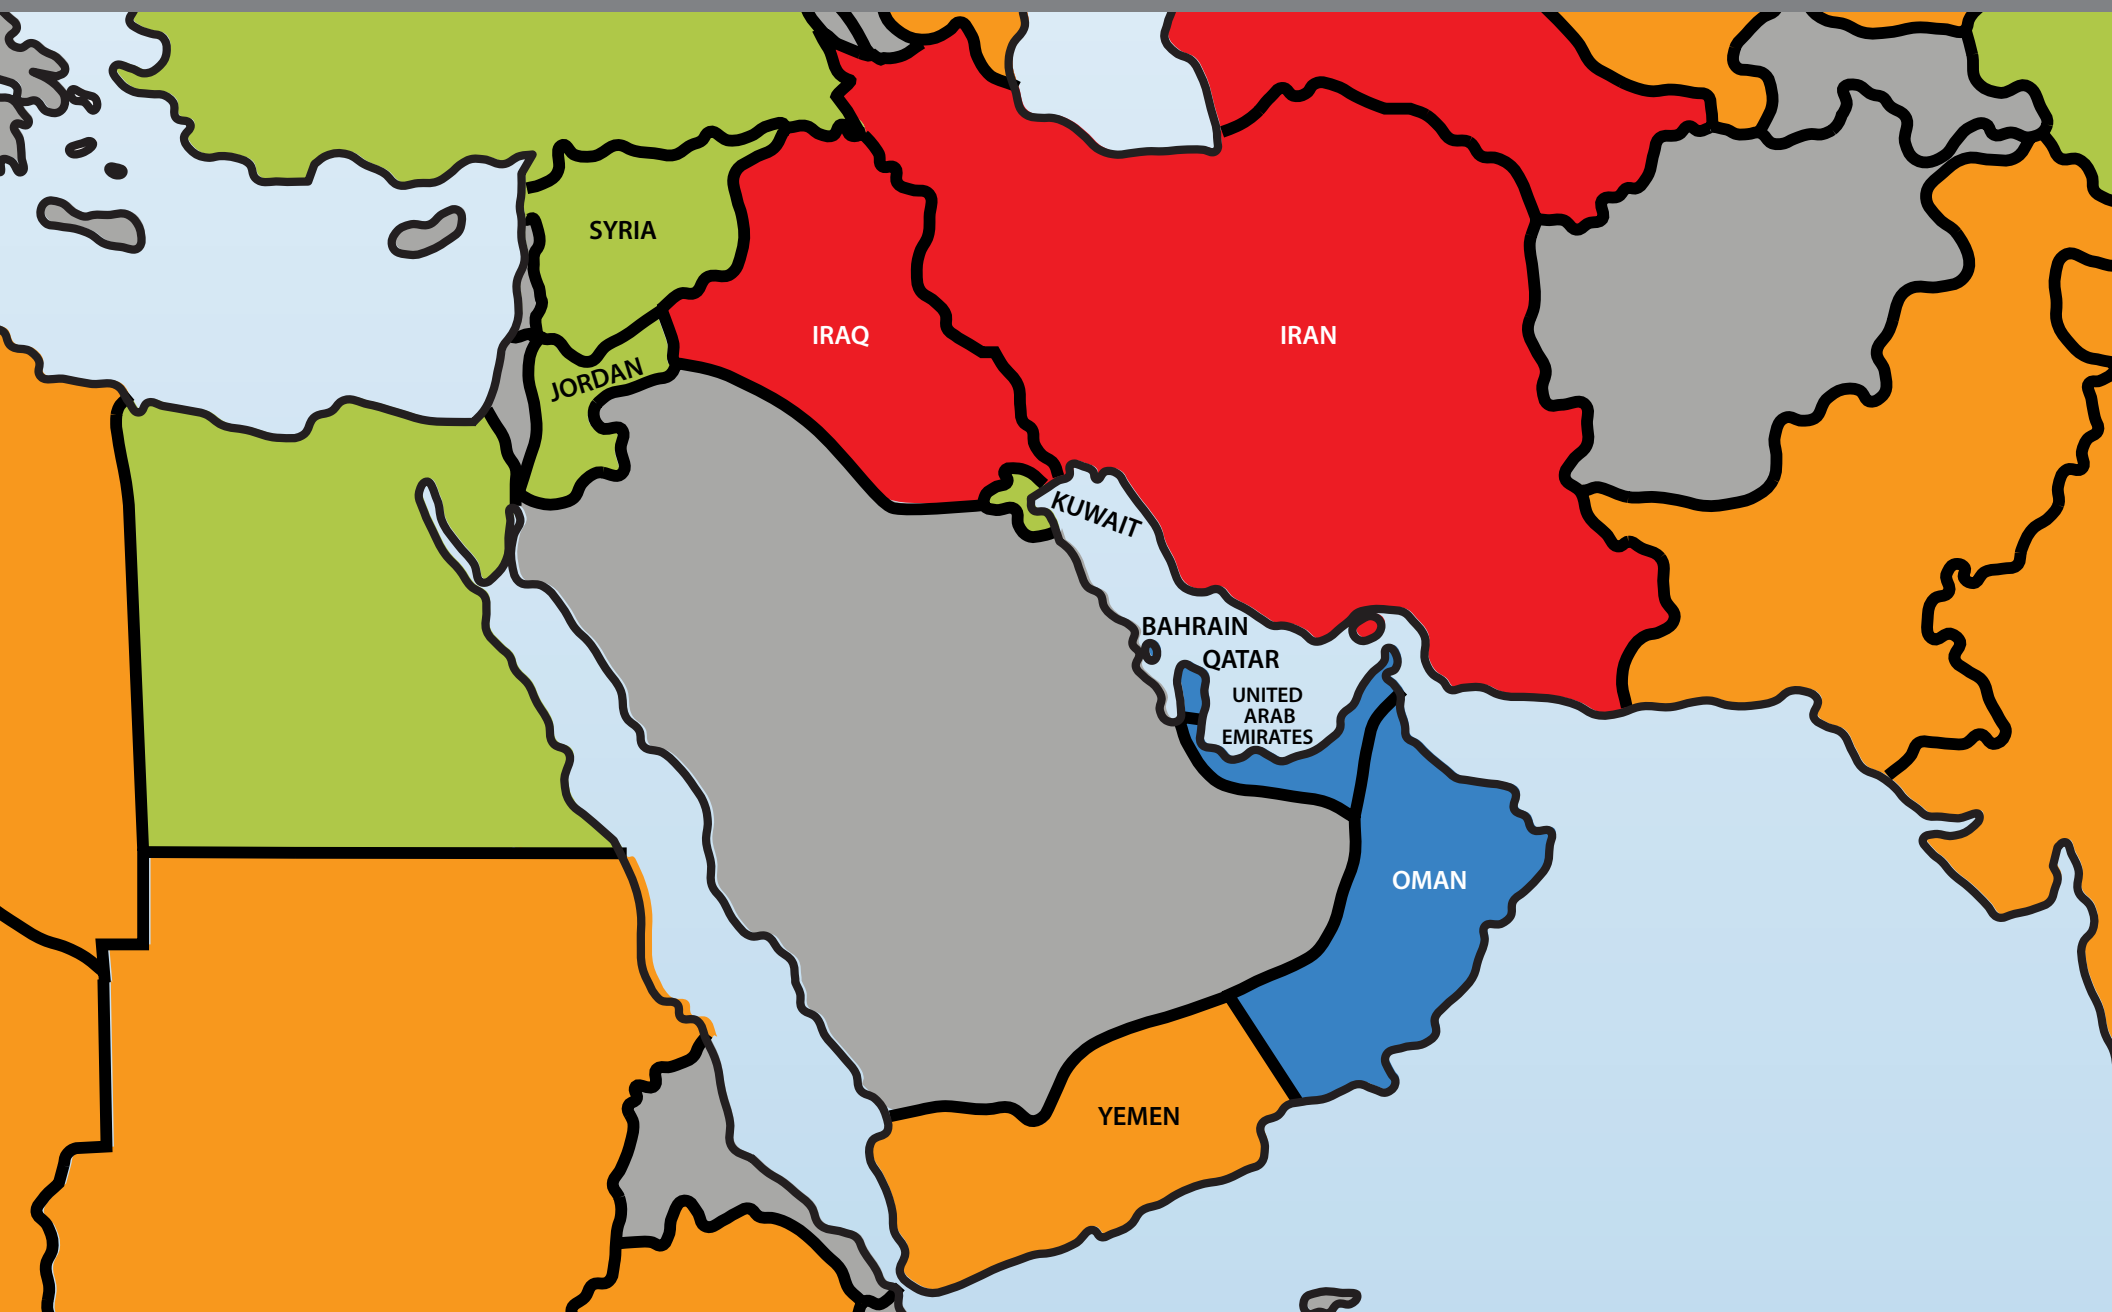 SYRIA
IRAQ
IRAN
JORDAN
KUWAIT
BAHRAIN
QATAR
UNITED
ARAB
EMIRATES
OMAN
YEMEN